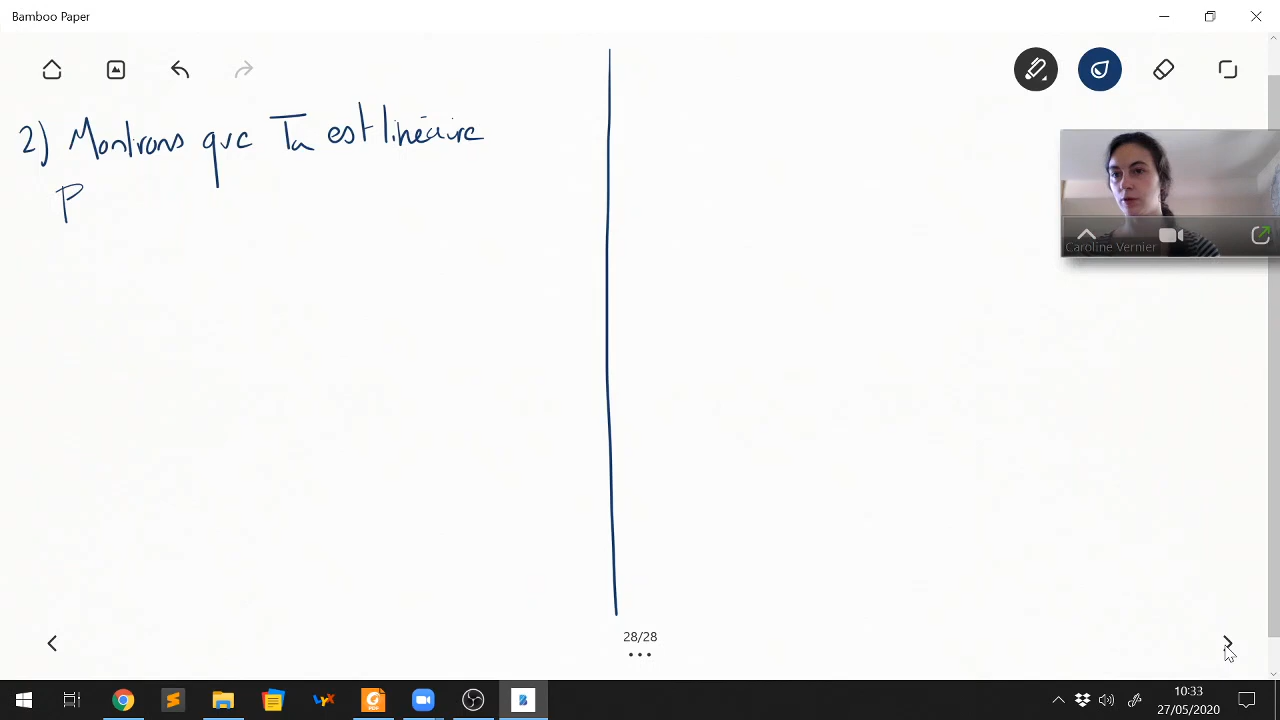 Bamboo Paper
2) Montrons que Ta est linéaire
P
Caroline Vernier
28/28
10:33
27/05/2020